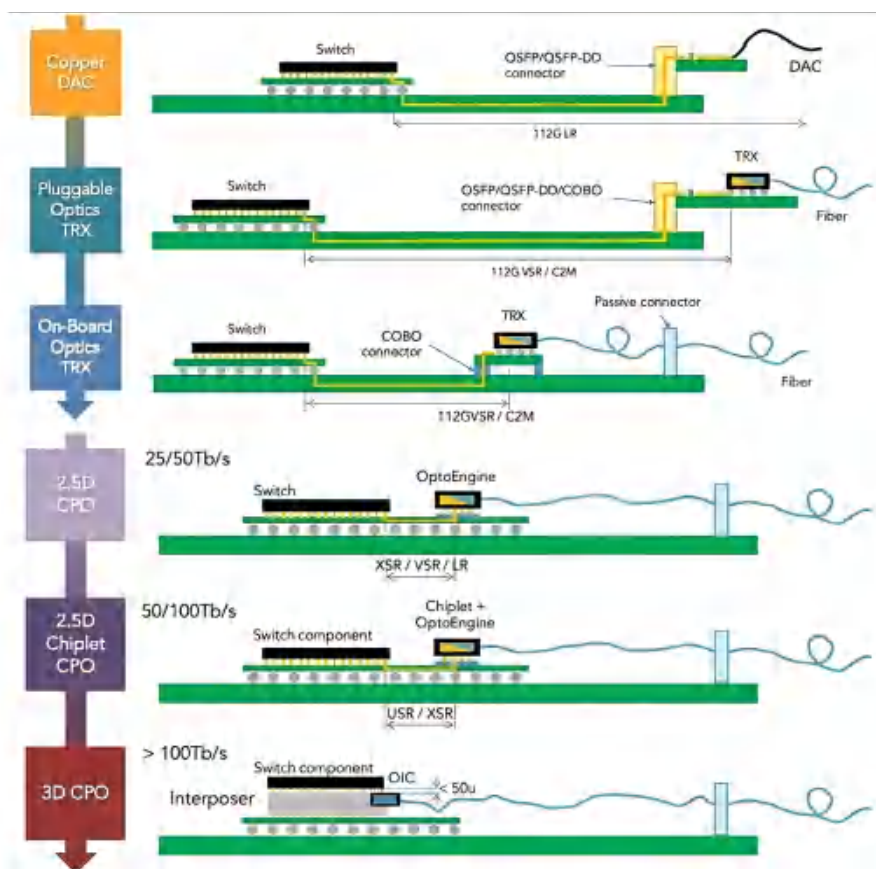 Copper
DAC
Switch
QSFP/QSFP-DD
connector
DAC
112G LR
Pluggable
Optics
TRX
Switch
QSFP/QSFP-DD/COBO
connector
TRX
Fiber
112G VSR / C2M
On-Board
Optics
TRX
Switch
COBO
connector
TRX
Passive connector
Fiber
112GVSR / C2M
2.5D
CPO
25/50Tb/s
Switch
OptoEngine
XSR / VSR / LR
2.5D
Chiplet
CPO
50/100Tb/s
Switch component
Chiplet +
OptoEngine
USR / XSR
3D CPO
> 100Tb/s
Switch component
OIC
< 50u
Interposer